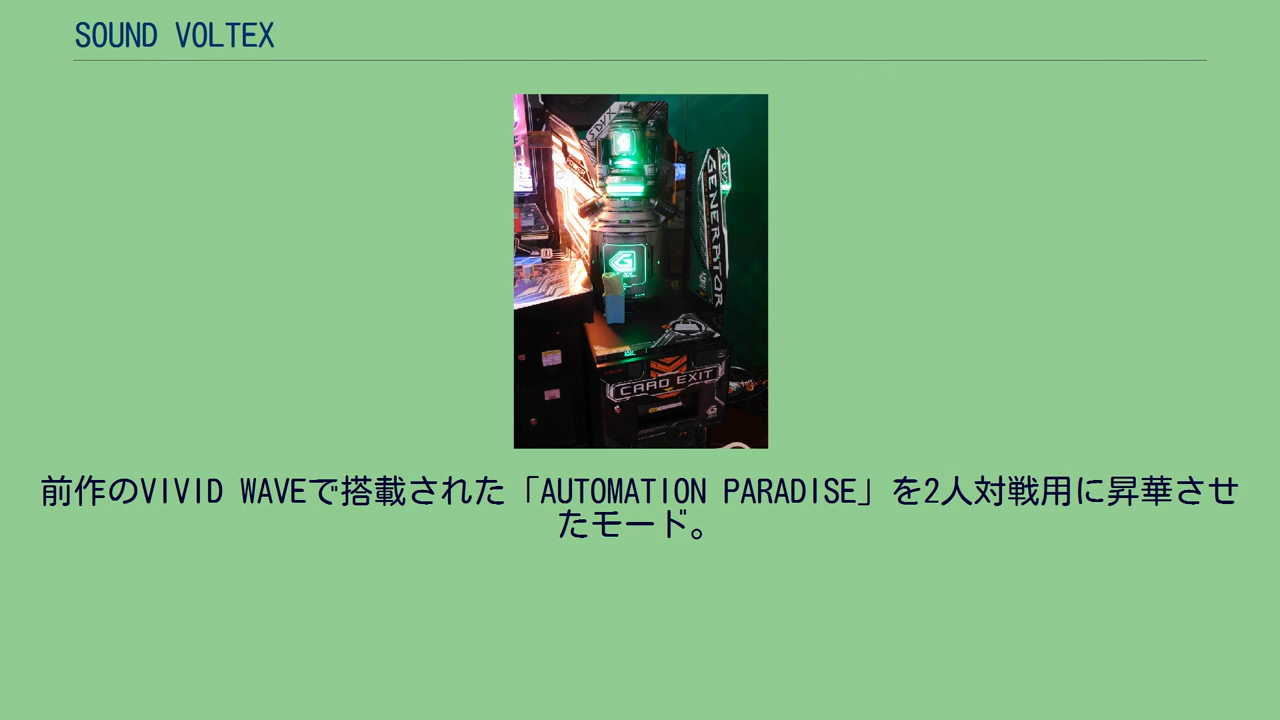 SOUND VOLTEX
SDVX
POWER
SDVX
GENERATOR
G
CARD EXIT
前作のVIVID WAVEで搭載された「AUTOMATION PARADISE」を2人対戦用に昇華させ
たモード。